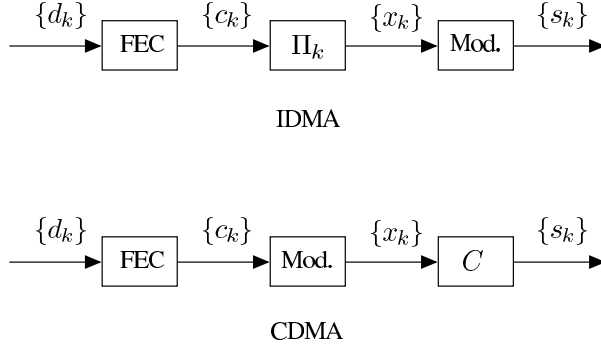 {d_k} {c_k} {x_k} {s_k}
FEC Π_k Mod.
IDMA
{d_k} {c_k} {x_k} {s_k}
FEC Mod. C
CDMA